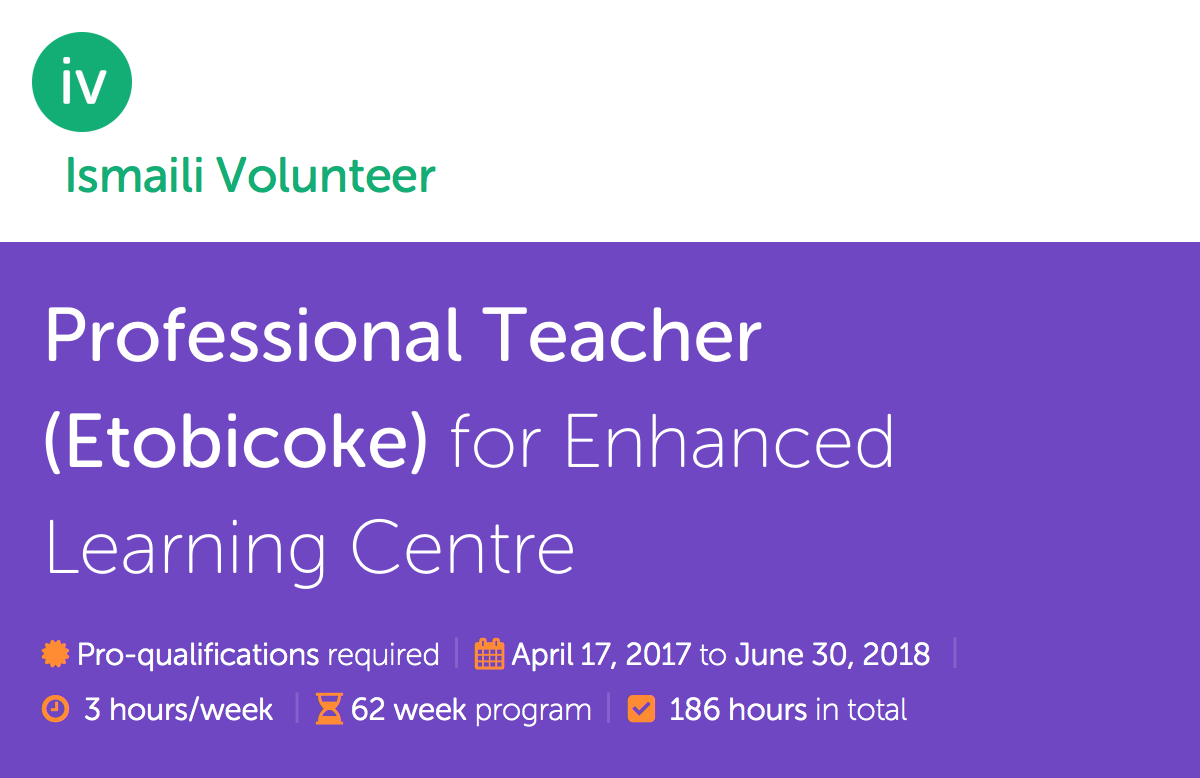 iv
Ismaili Volunteer
Professional Teacher
(Etobicoke) for Enhanced
Learning Centre
Pro-qualifications required | April 17, 2017 to June 30, 2018 |
3 hours/week | 62 week program | 186 hours in total